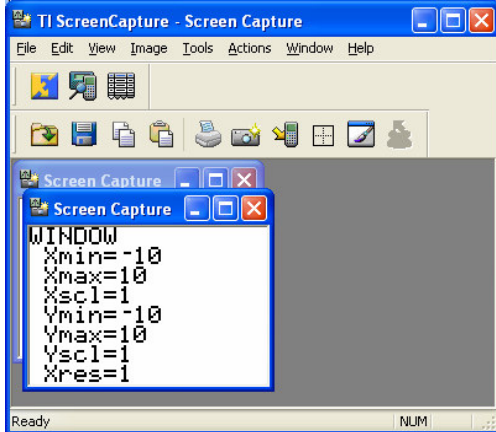 TI ScreenCapture - Screen Capture
File Edit View Image Tools Actions Window Help
Screen Capture
Screen Capture
WINDOW
Xmin=-10
Xmax=10
Xscl=1
Ymin=-10
Ymax=10
Yscl=1
Xres=1
Ready NUM